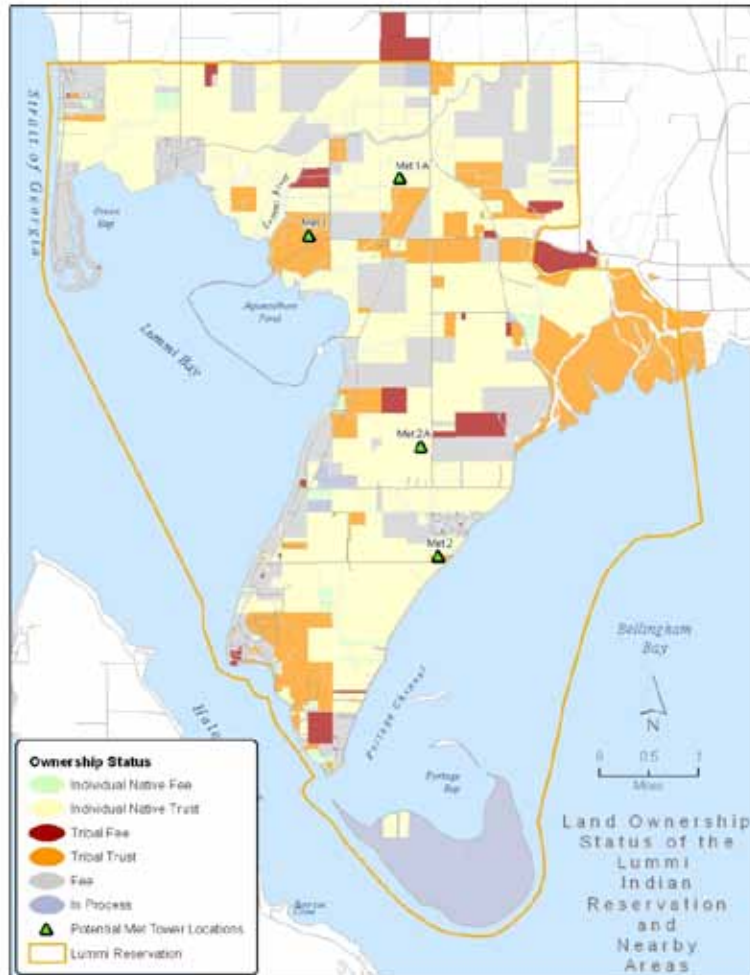 Strait of Georgia
Lummi River
Met 1A
Met 1
Aquaculture
Pond
Lummi Bay
Met 2A
Met 2
Bellingham
Bay
N
Portage Channel
Hale
0 0.5 1
Miles
Portage
Bay
Ownership Status
Individual Native Fee
Individual Native Trust
Tribal Fee
Tribal Trust
Fee
In Process
Potential Met Tower Locations
Lummi Reservation
Land Ownership
Status of the
Lummi
Indian
Reservation
and
Nearby
Areas